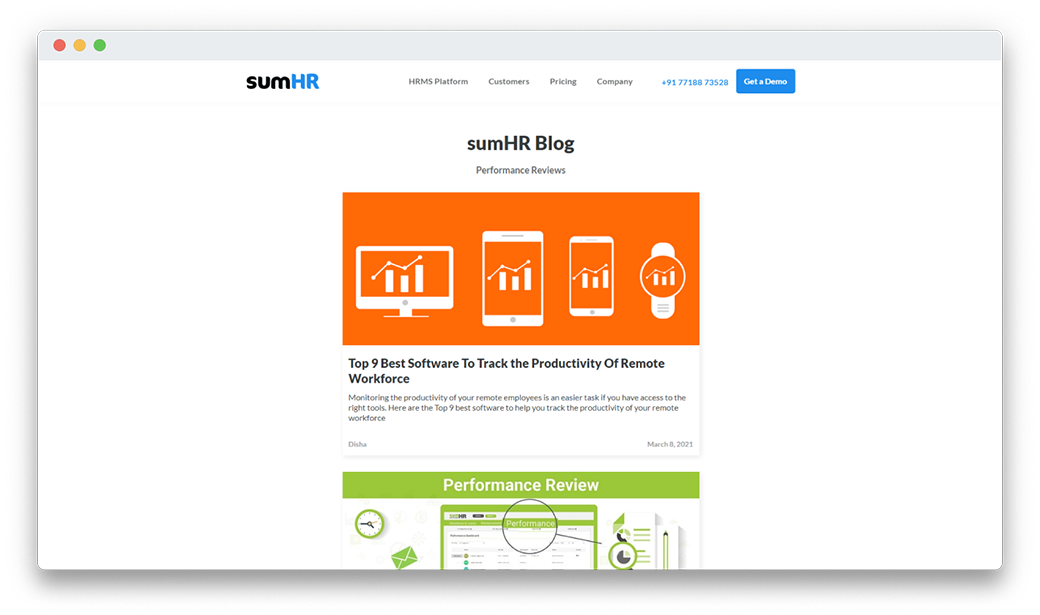 sumHR
HRMS Platform Customers Pricing Company +91 77188 73528 Get a Demo
sumHR Blog
Performance Reviews
Top 9 Best Software To Track the Productivity Of Remote
Workforce
Monitoring the productivity of your remote employees is an easier task if you have access to the
right tools. Here are the Top 9 best software to help you track the productivity of your remote
workforce
Disha March 8, 2021
Performance Review
SUMHR
Performance